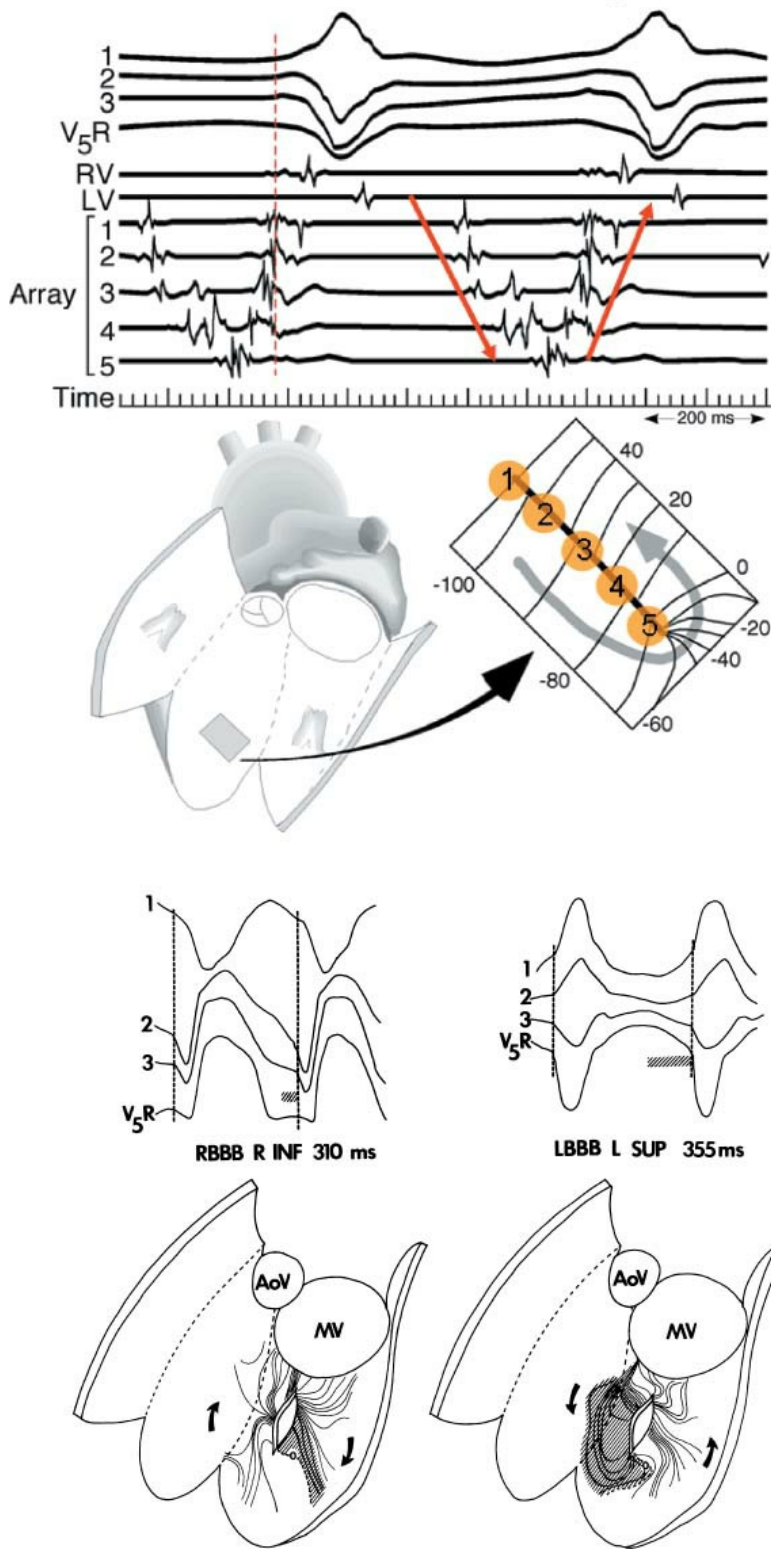 1
2
3
V5R
RV
LV
Array
1
2
3
4
5
Time
200 ms
40
20
0
-20
-40
-60
-80
-100
1
2
3
4
5
1
2
3
V5R
RBBB R INF 310 ms
1
2
3
V5R
LBBB L SUP 355ms
AoV
MV
AoV
MV